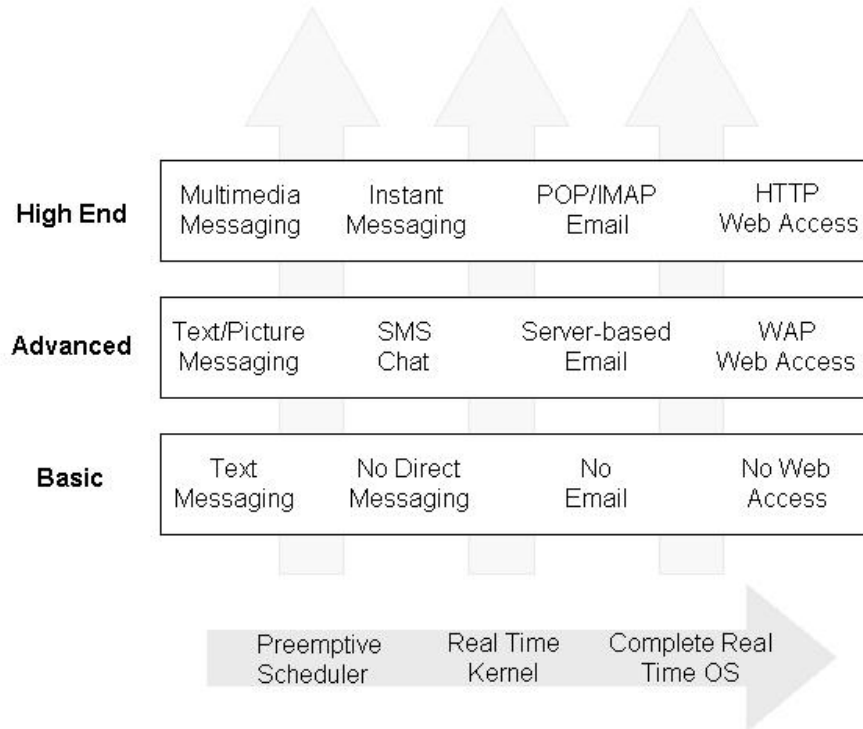 Multimedia Messaging
Instant Messaging
POP/IMAP Email
HTTP Web Access
High End
Text/Picture Messaging
SMS Chat
Server-based Email
WAP Web Access
Advanced
Text Messaging
No Direct Messaging
No Email
No Web Access
Basic
Preemptive Scheduler
Real Time Kernel
Complete Real Time OS